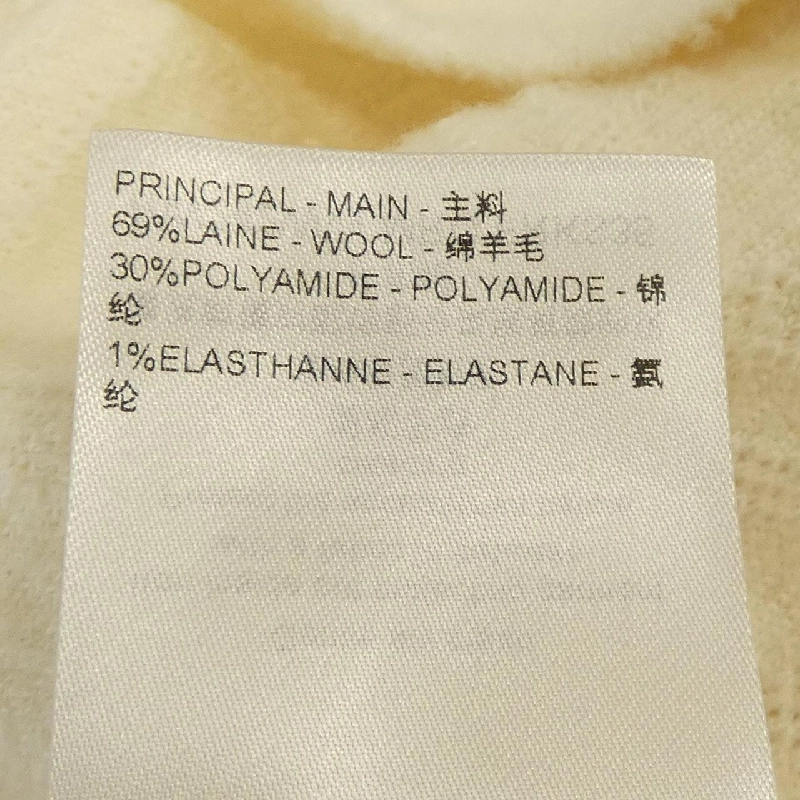 PRINCIPAL - MAIN - 主料
69%LAINE - WOOL - 绵羊毛
30%POLYAMIDE - POLYAMIDE - 锦
纶
1%ELASTHANNE - ELASTANE - 氨
纶